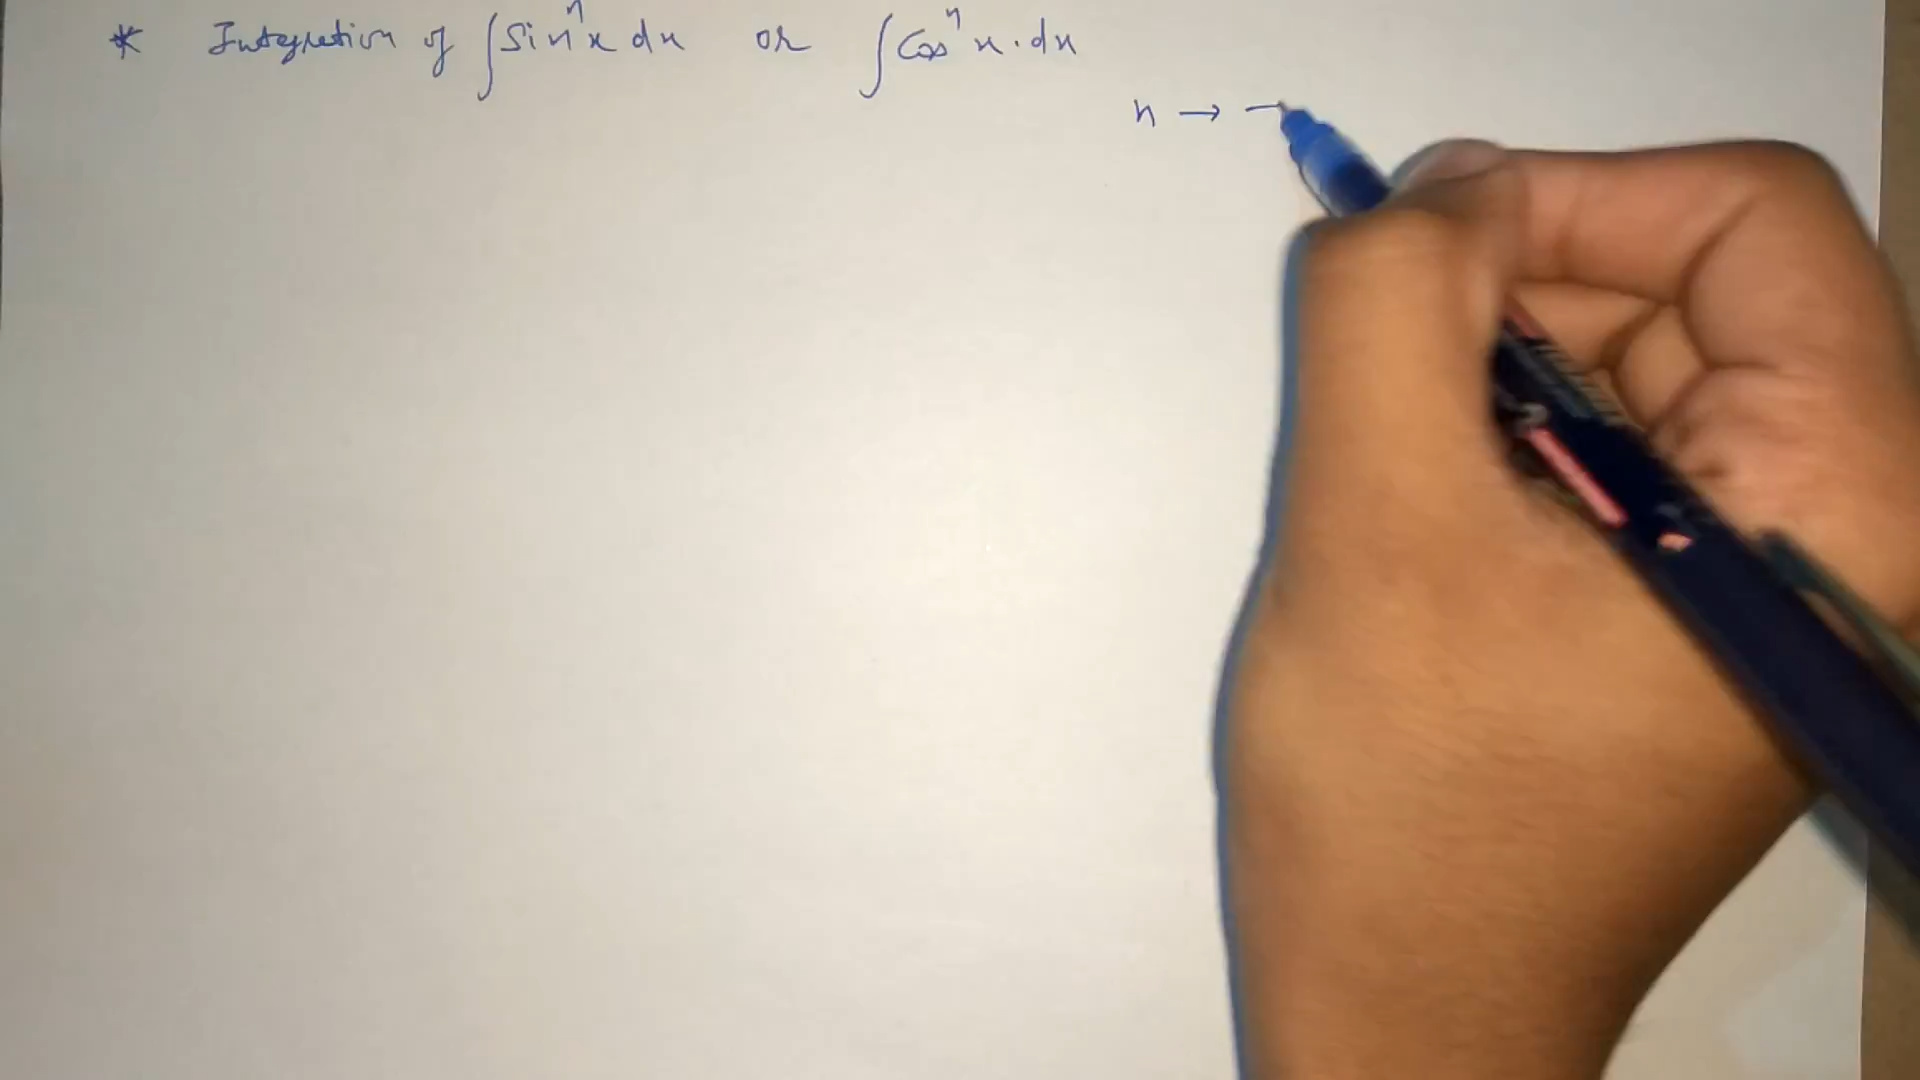 * Integration of ∫Sinⁿx dx or ∫Cosⁿx.dx
n → –